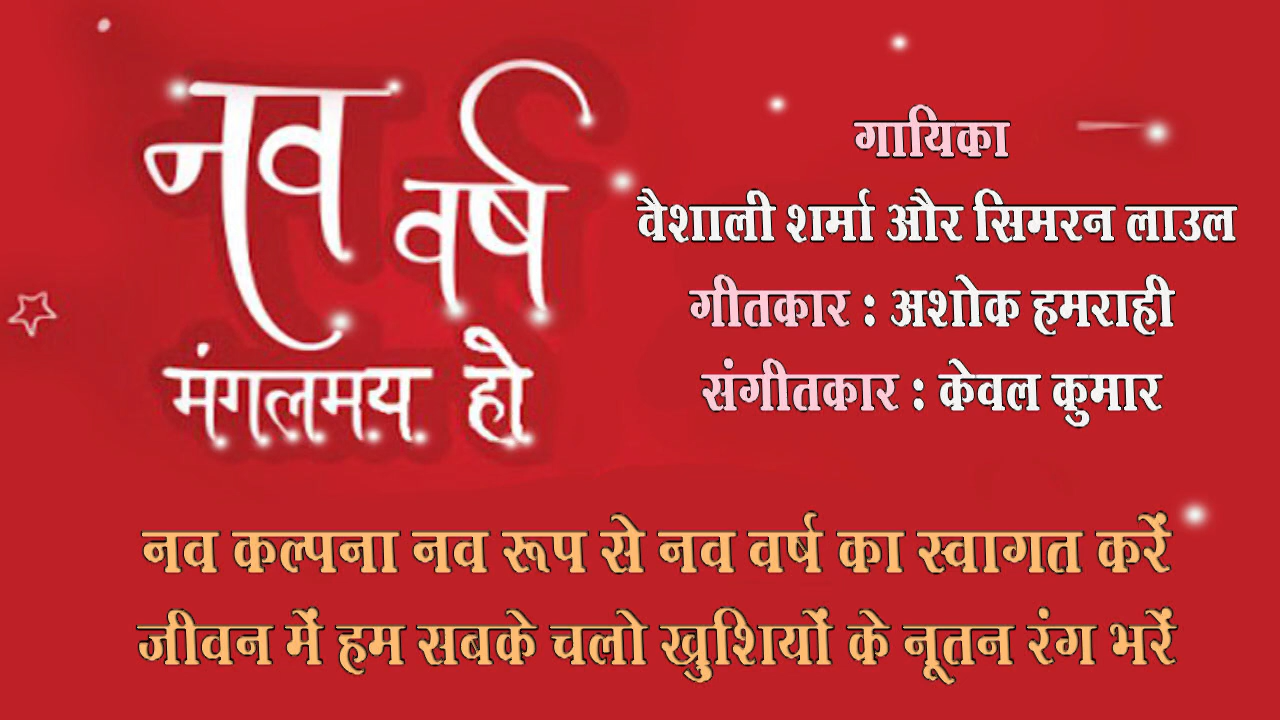 नव
वर्ष
मंगलमय हो
गायिका
वैशाली शर्मा और सिमरन लाउल
गीतकार : अशोक हमराही
संगीतकार : केवल कुमार
नव कल्पना नव रूप से नव वर्ष का स्वागत करें
जीवन में हम सबके चलो खुशियों के नूतन रंग भरें